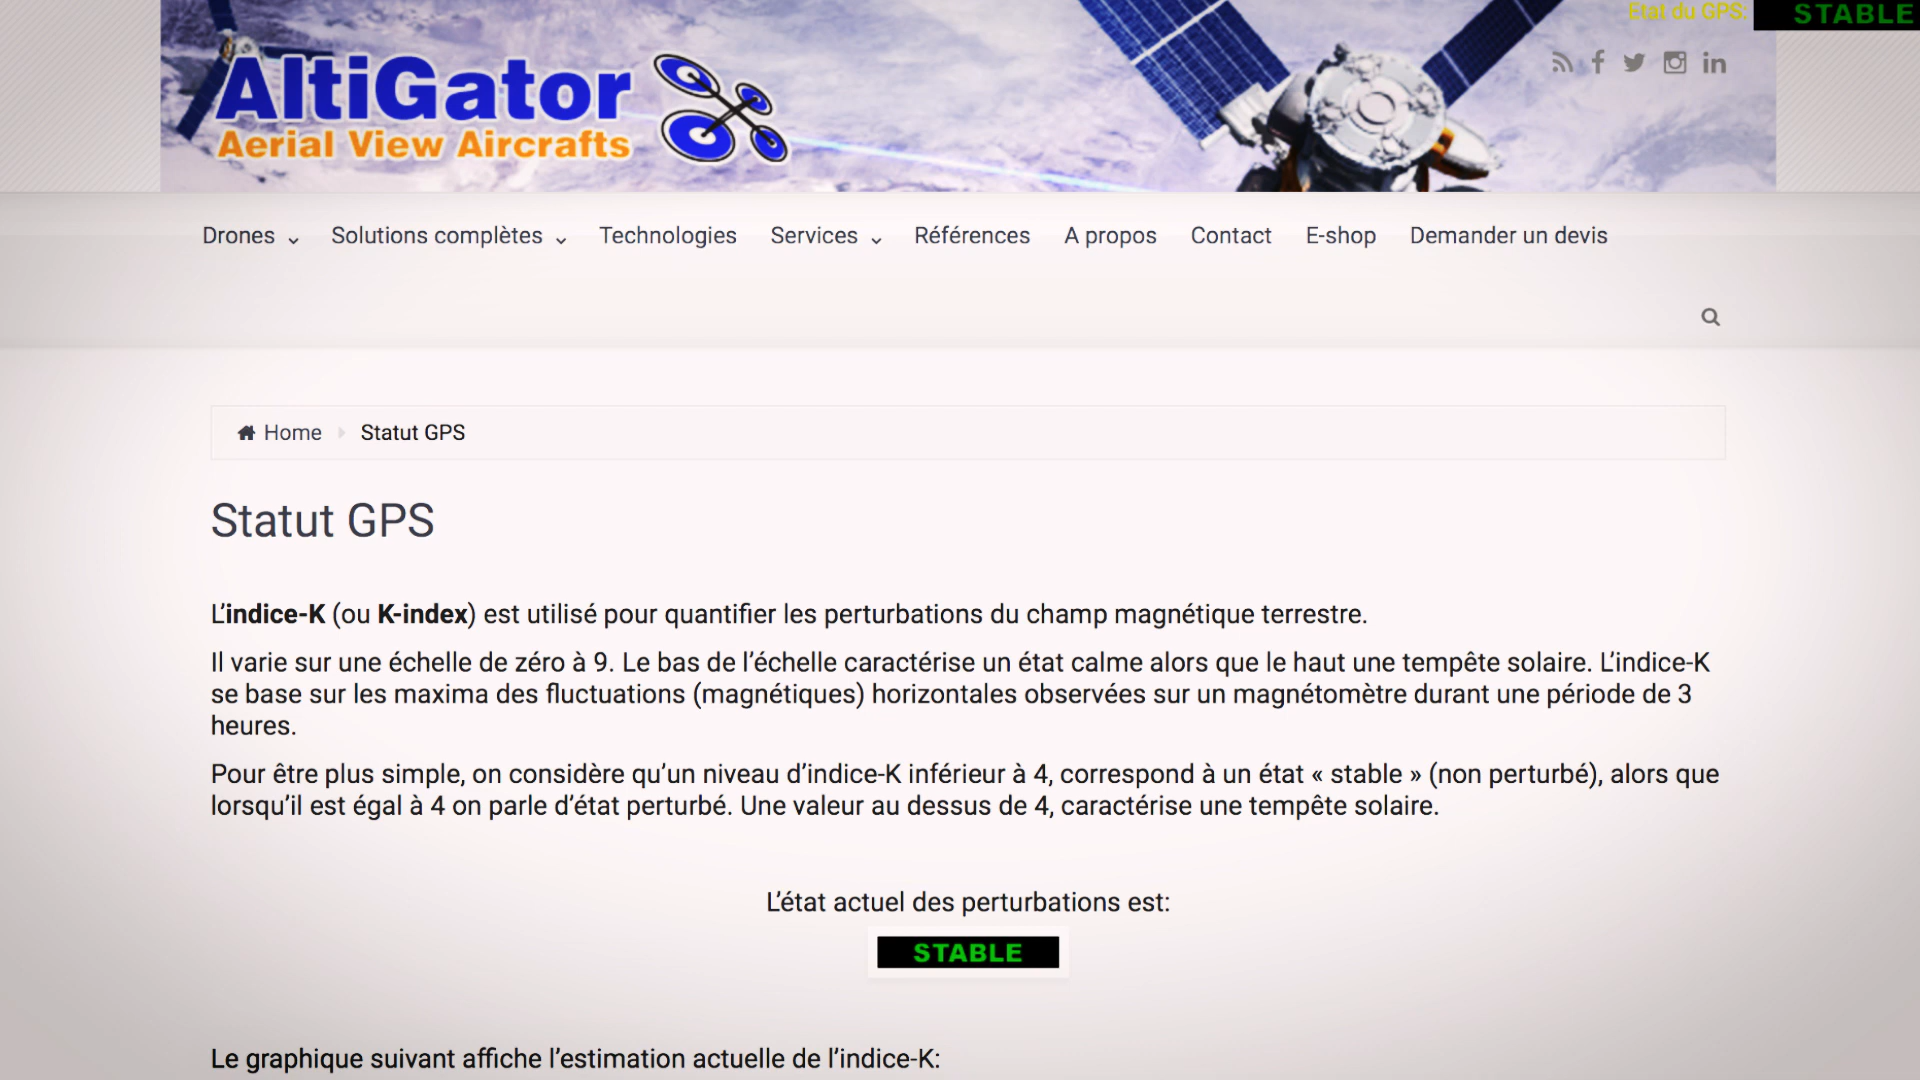 Etat du GPS: STABLE
AltiGator
Aerial View Aircrafts
Drones Solutions complètes Technologies Services Références A propos Contact E-shop Demander un devis
Home Statut GPS
Statut GPS
L’indice-K (ou K-index) est utilisé pour quantifier les perturbations du champ magnétique terrestre.
Il varie sur une échelle de zéro à 9. Le bas de l’échelle caractérise un état calme alors que le haut une tempête solaire. L’indice-K
se base sur les maxima des fluctuations (magnétiques) horizontales observées sur un magnétomètre durant une période de 3
heures.
Pour être plus simple, on considère qu’un niveau d’indice-K inférieur à 4, correspond à un état « stable » (non perturbé), alors que
lorsqu’il est égal à 4 on parle d’état perturbé. Une valeur au dessus de 4, caractérise une tempête solaire.
L’état actuel des perturbations est:
STABLE
Le graphique suivant affiche l’estimation actuelle de l’indice-K: